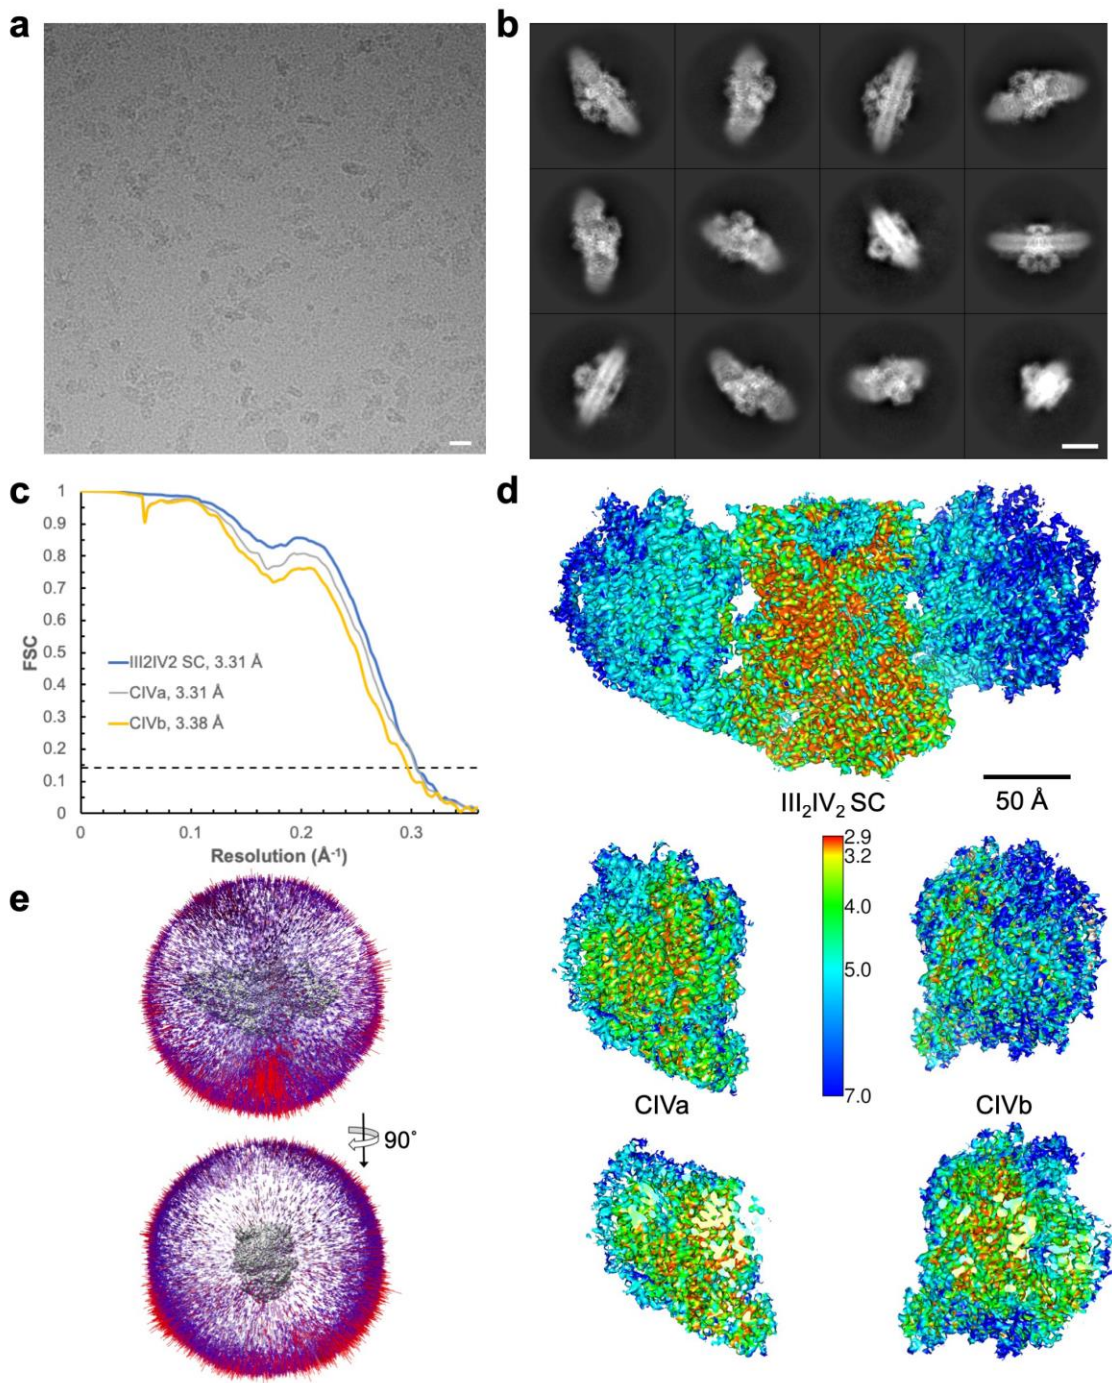 a
b
c
1
0.9
0.8
0.7
0.6
0.5
0.4
0.3
0.2
0.1
0
FSC
III2IV2 SC, 3.31 Å
CIVa, 3.31 Å
CIVb, 3.38 Å
0
0.1
0.2
0.3
Resolution (Å⁻¹)
d
III₂IV₂ SC
50 Å
2.9
3.2
4.0
5.0
7.0
CIVa
CIVb
e
90°